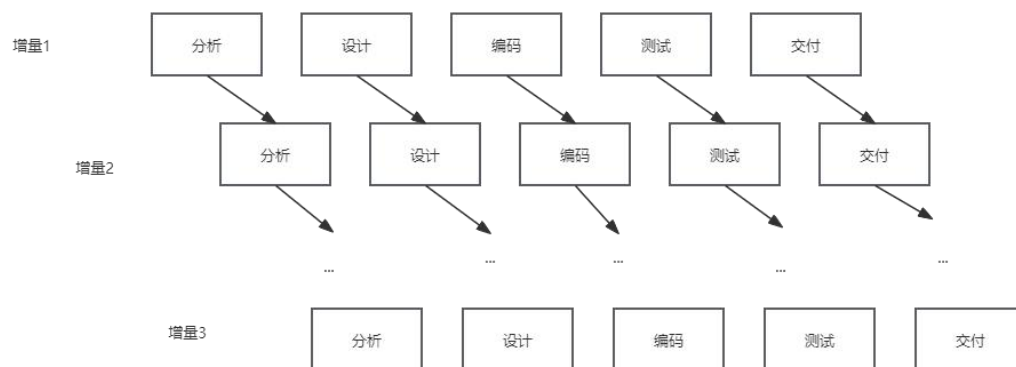 增量1 分析 设计 编码 测试 交付
增量2 分析 设计 编码 测试 交付
... ... ... ... ...
增量3 分析 设计 编码 测试 交付